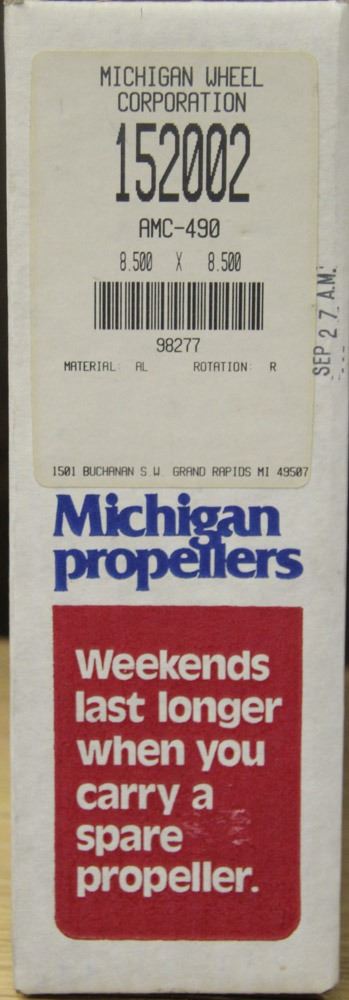 MICHIGAN WHEEL
CORPORATION
152002
AMC-490
8.500 X 8.500
98277
MATERIAL: AL ROTATION: R
1501 BUCHANAN S.W. GRAND RAPIDS MI 49507
SEP 27 A.M.
Michigan
propellers
Weekends
last longer
when you
carry a
spare
propeller.